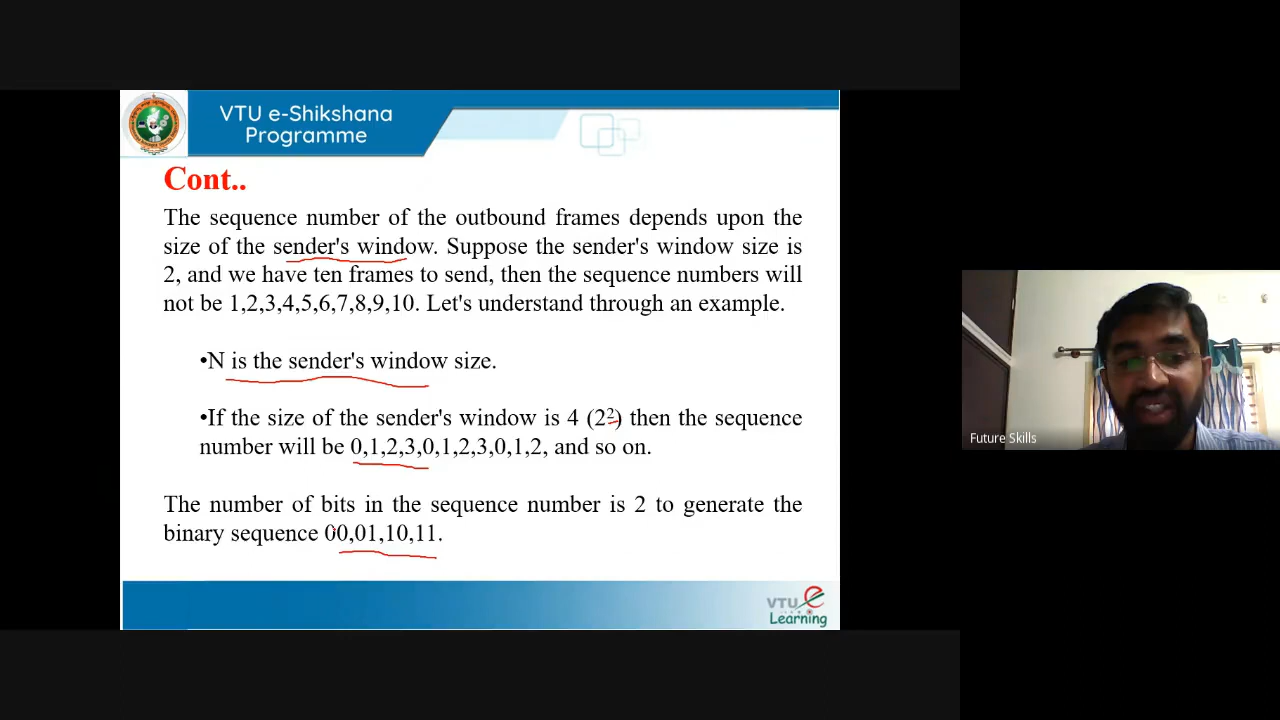 VTU e-Shikshana
Programme
Cont..
The sequence number of the outbound frames depends upon the
size of the sender's window. Suppose the sender's window size is
2, and we have ten frames to send, then the sequence numbers will
not be 1,2,3,4,5,6,7,8,9,10. Let's understand through an example.
•N is the sender's window size.
•If the size of the sender's window is 4 (2²) then the sequence
number will be 0,1,2,3,0,1,2,3,0,1,2, and so on.
The number of bits in the sequence number is 2 to generate the
binary sequence 00,01,10,11.
VTU e
Learning
Future Skills